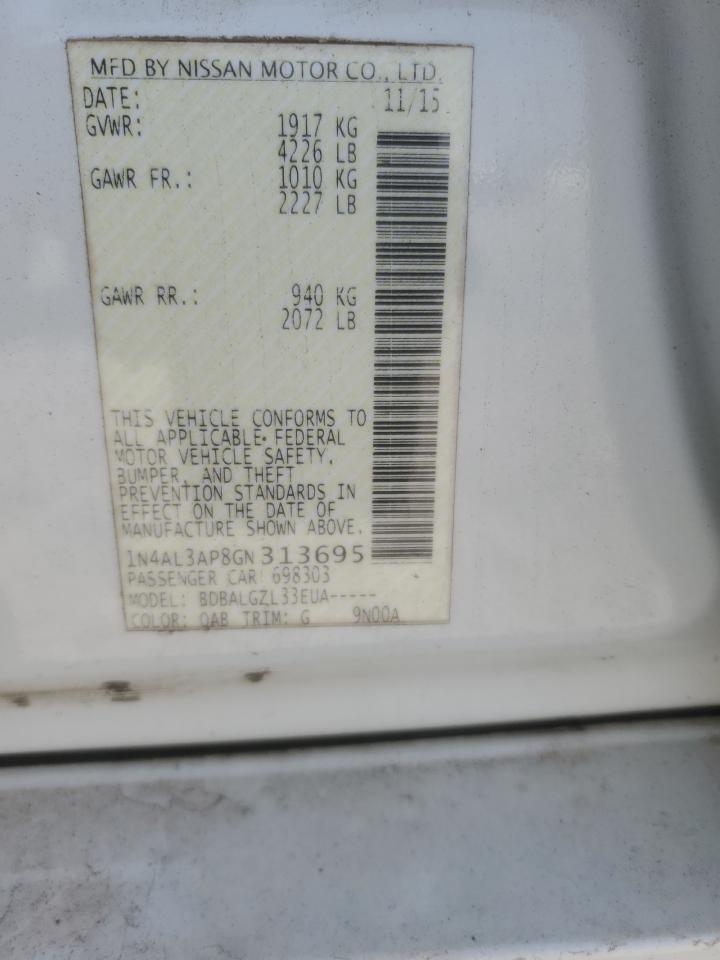 MFD BY NISSAN MOTOR CO., LTD.
DATE: 11/15
GVWR: 1917 KG
4226 LB
GAWR FR.: 1010 KG
2227 LB
GAWR RR.: 940 KG
2072 LB
THIS VEHICLE CONFORMS TO
ALL APPLICABLE FEDERAL
MOTOR VEHICLE SAFETY,
BUMPER, AND THEFT
PREVENTION STANDARDS IN
EFFECT ON THE DATE OF
MANUFACTURE SHOWN ABOVE.
1N4AL3AP8GN313695
PASSENGER CAR 698303
MODEL: BDBALGZL33EUA-----
COLOR: QAB TRIM: G 9N00A